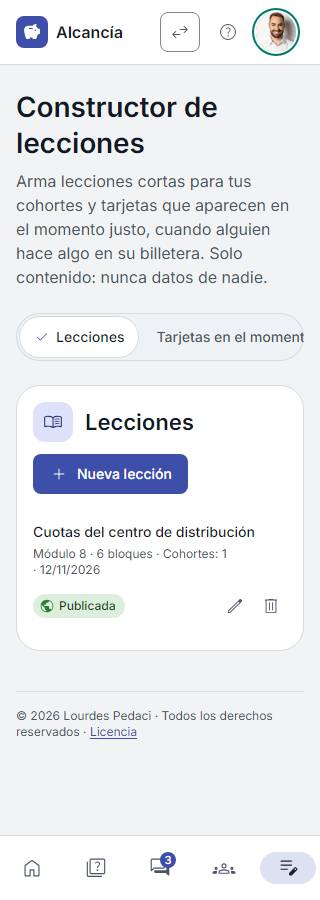 Alcancía
Constructor de
lecciones
Arma lecciones cortas para tus
cohortes y tarjetas que aparecen en
el momento justo, cuando alguien
hace algo en su billetera. Solo
contenido: nunca datos de nadie.
Lecciones
Tarjetas en el moment
Lecciones
Nueva lección
Cuotas del centro de distribución
Módulo 8 · 6 bloques · Cohortes: 1
· 12/11/2026
Publicada
© 2026 Lourdes Pedaci · Todos los derechos
reservados · Licencia
3